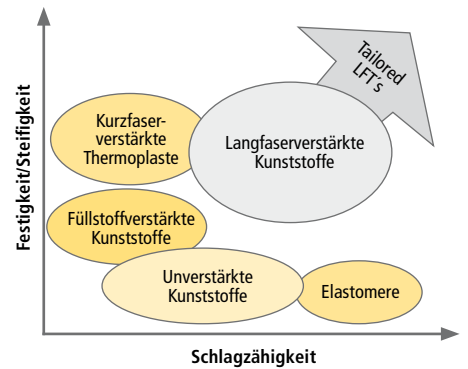 Festigkeit/Steifigkeit
Tailored
LFT's
Kurzfaser-
verstärkte
Thermoplaste
Langfaserverstärkte
Kunststoffe
Füllstoffverstärkte
Kunststoffe
Unverstärkte
Kunststoffe
Elastomere
Schlagzähigkeit